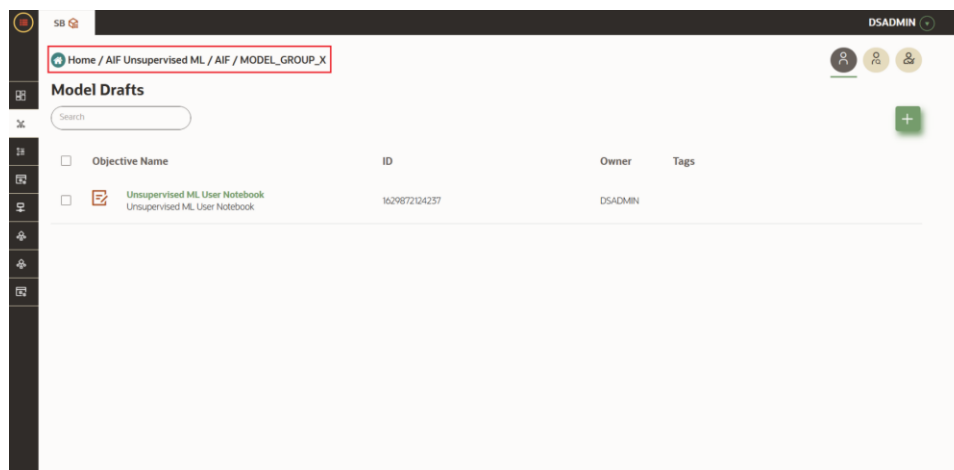 SB
DSADMIN
Home / AIF Unsupervised ML / AIF / MODEL_GROUP_X
Model Drafts
Search
Objective Name ID Owner Tags
Unsupervised ML User Notebook 1629872124237 DSADMIN
Unsupervised ML User Notebook